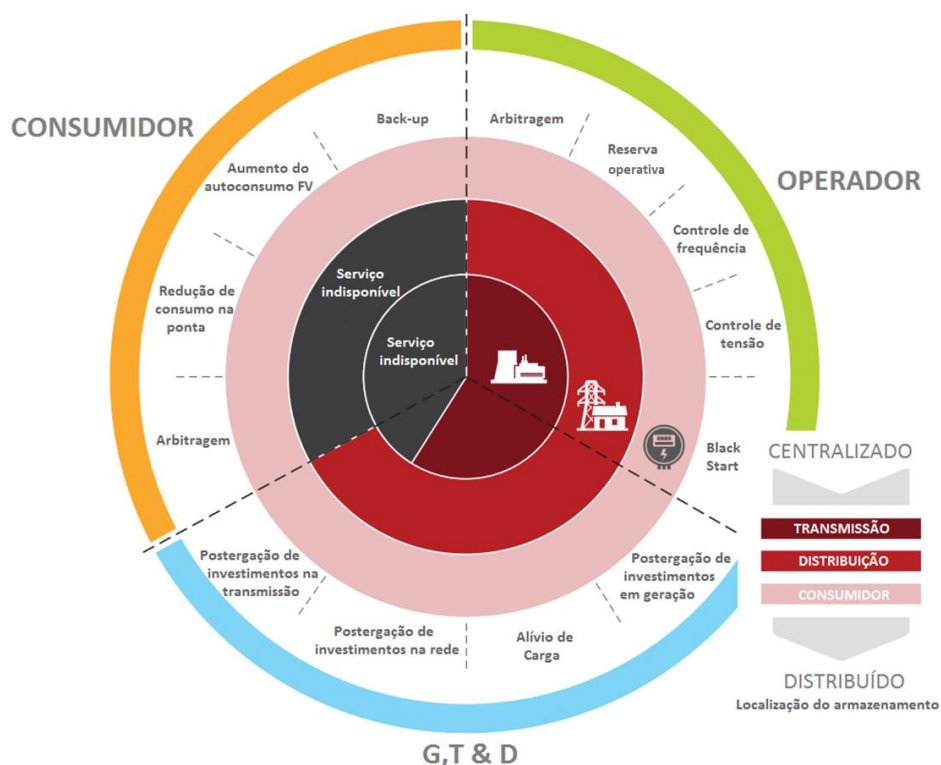 CONSUMIDOR
OPERADOR
Back-up
Arbitragem
Reserva
operativa
Controle de
frequência
Controle de
tensão
Black
Start
Aumento do
autoconsumo FV
Redução de
consumo na
ponta
Arbitragem
Serviço
indisponível
Serviço
indisponível
Postergação de
investimentos na
transmissão
Postergação de
investimentos na rede
Alívio de
Carga
Postergação de
investimentos
em geração
G,T & D
CENTRALIZADO
TRANSMISSÃO
DISTRIBUIÇÃO
CONSUMIDOR
DISTRIBUÍDO
Localização do armazenamento